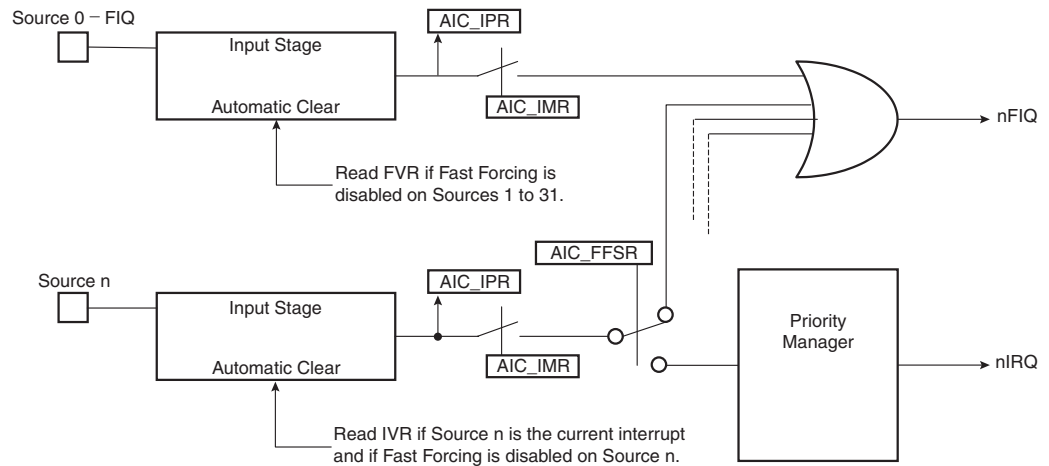 Source 0 – FIQ
AIC_IPR
Input Stage
Automatic Clear
AIC_IMR
nFIQ
Read FVR if Fast Forcing is
disabled on Sources 1 to 31.
AIC_FFSR
Source n
AIC_IPR
Input Stage
Priority
Manager
Automatic Clear
AIC_IMR
nIRQ
Read IVR if Source n is the current interrupt
and if Fast Forcing is disabled on Source n.